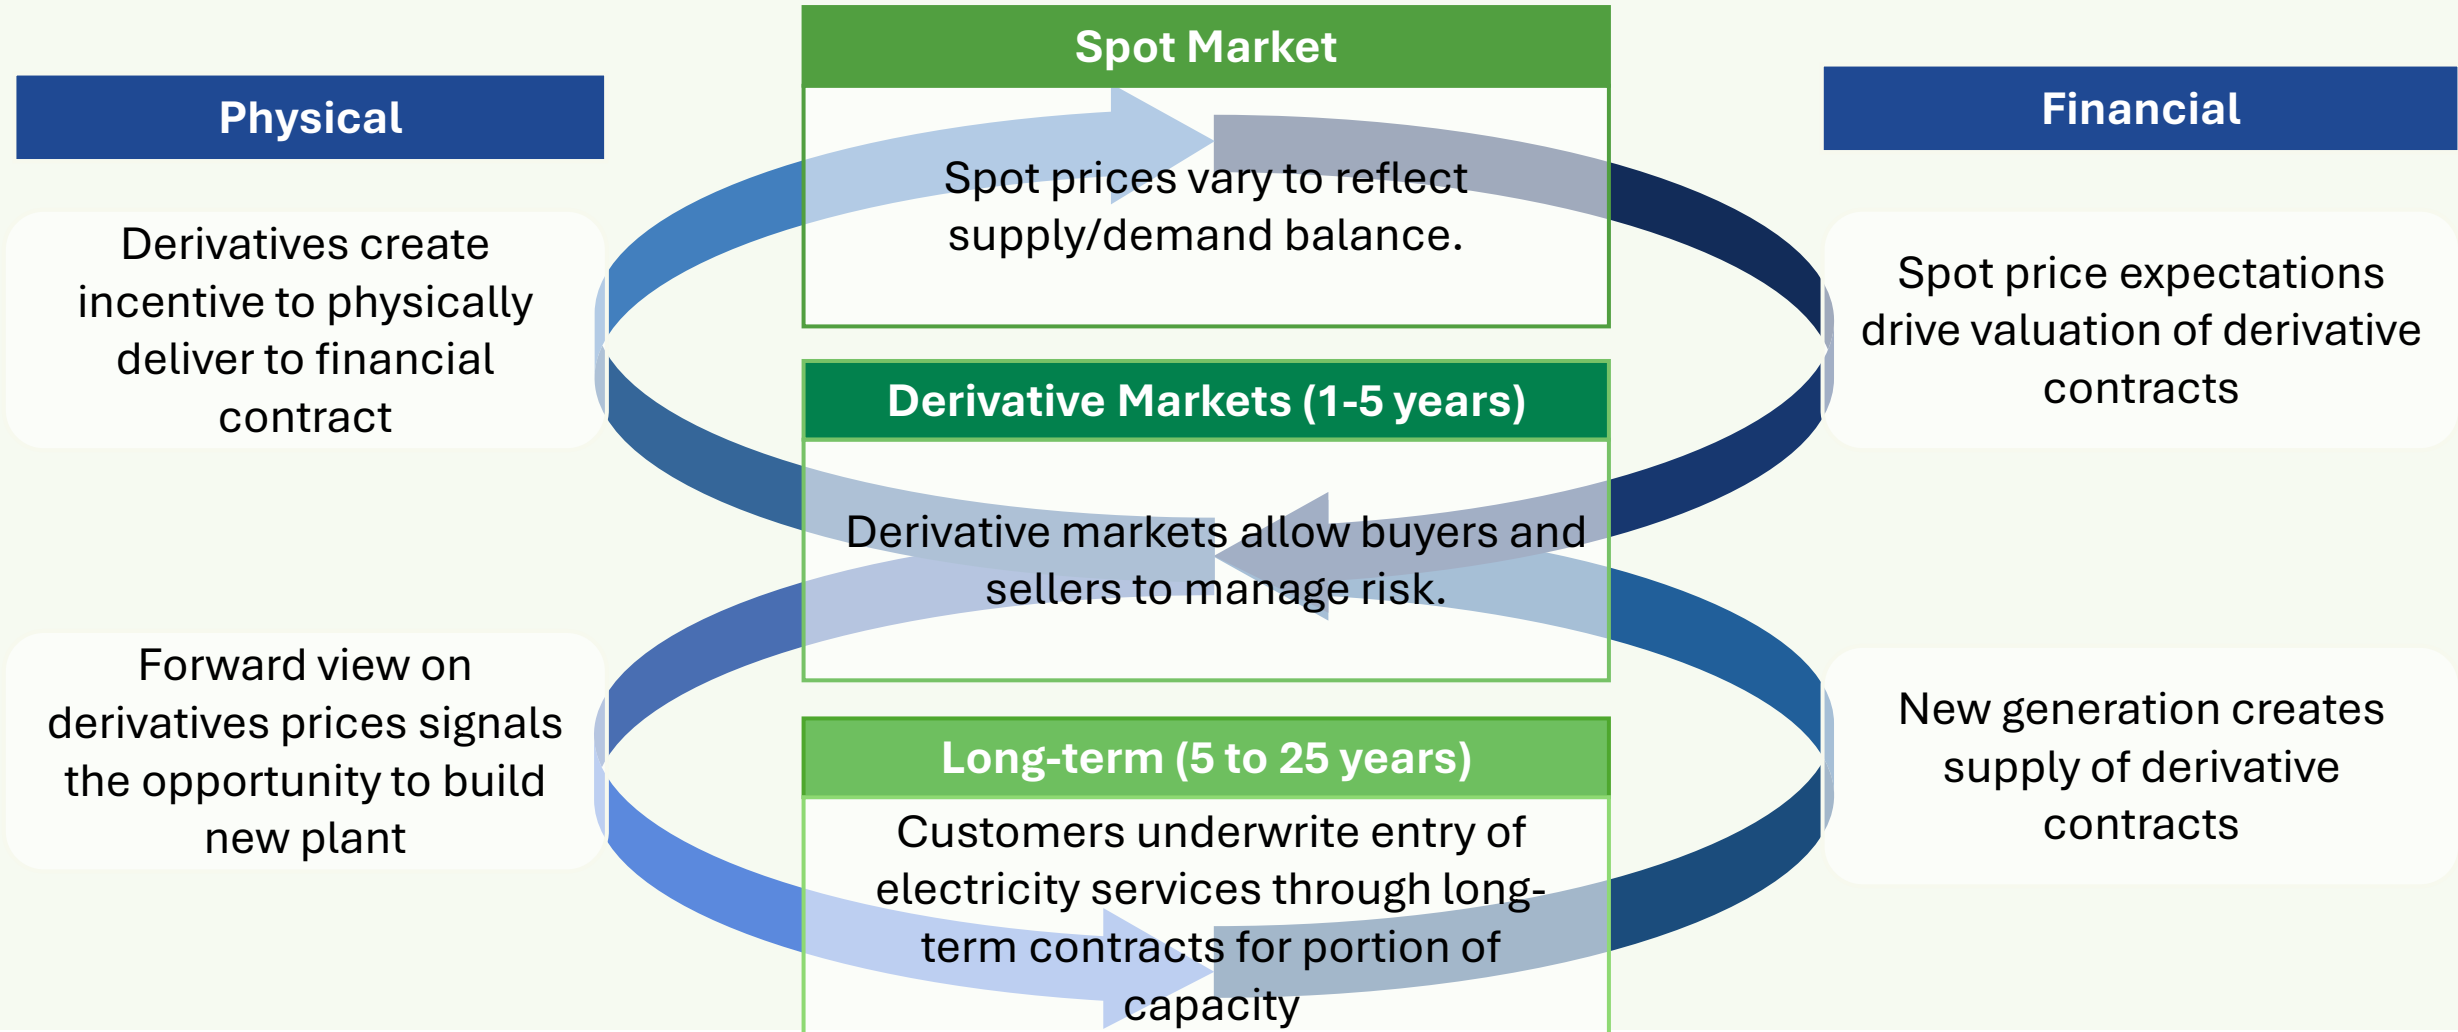 Spot Market
Physical
Financial
Spot prices vary to reflect
supply/demand balance.
Derivatives create
incentive to physically
deliver to financial
contract
Spot price expectations
drive valuation of derivative
contracts
Derivative Markets (1-5 years)
Derivative markets allow buyers and
sellers to manage risk.
Forward view on
derivatives prices signals
the opportunity to build
new plant
New generation creates
supply of derivative
contracts
Long-term (5 to 25 years)
Customers underwrite entry of
electricity services through long-
term contracts for portion of
capacity